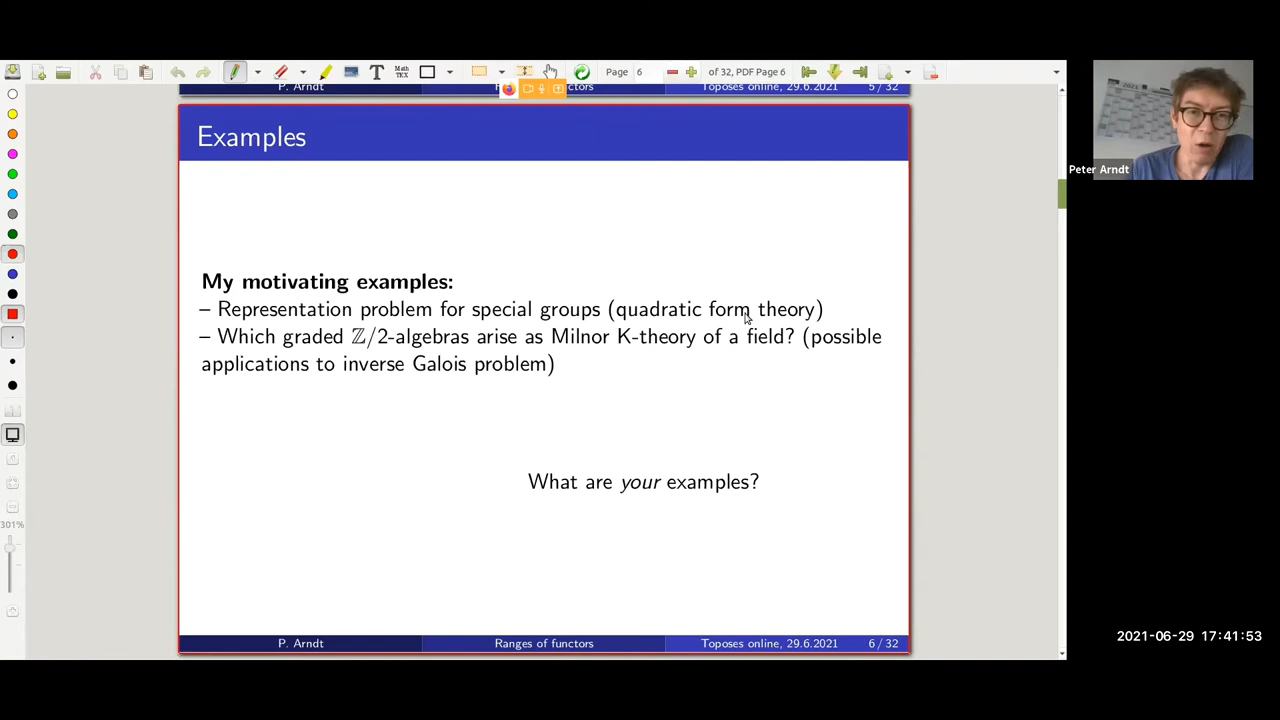 Page 6 of 32, PDF Page 6
T
Math
TEX
P. Arndt
ctors
Toposes online, 29.6.2021 5 / 32
Examples
My motivating examples:
– Representation problem for special groups (quadratic form theory)
– Which graded ℤ/2-algebras arise as Milnor K-theory of a field? (possible
applications to inverse Galois problem)
What are your examples?
P. Arndt
Ranges of functors
Toposes online, 29.6.2021 6 / 32
301%
Peter Arndt
2021-06-29 17:41:53